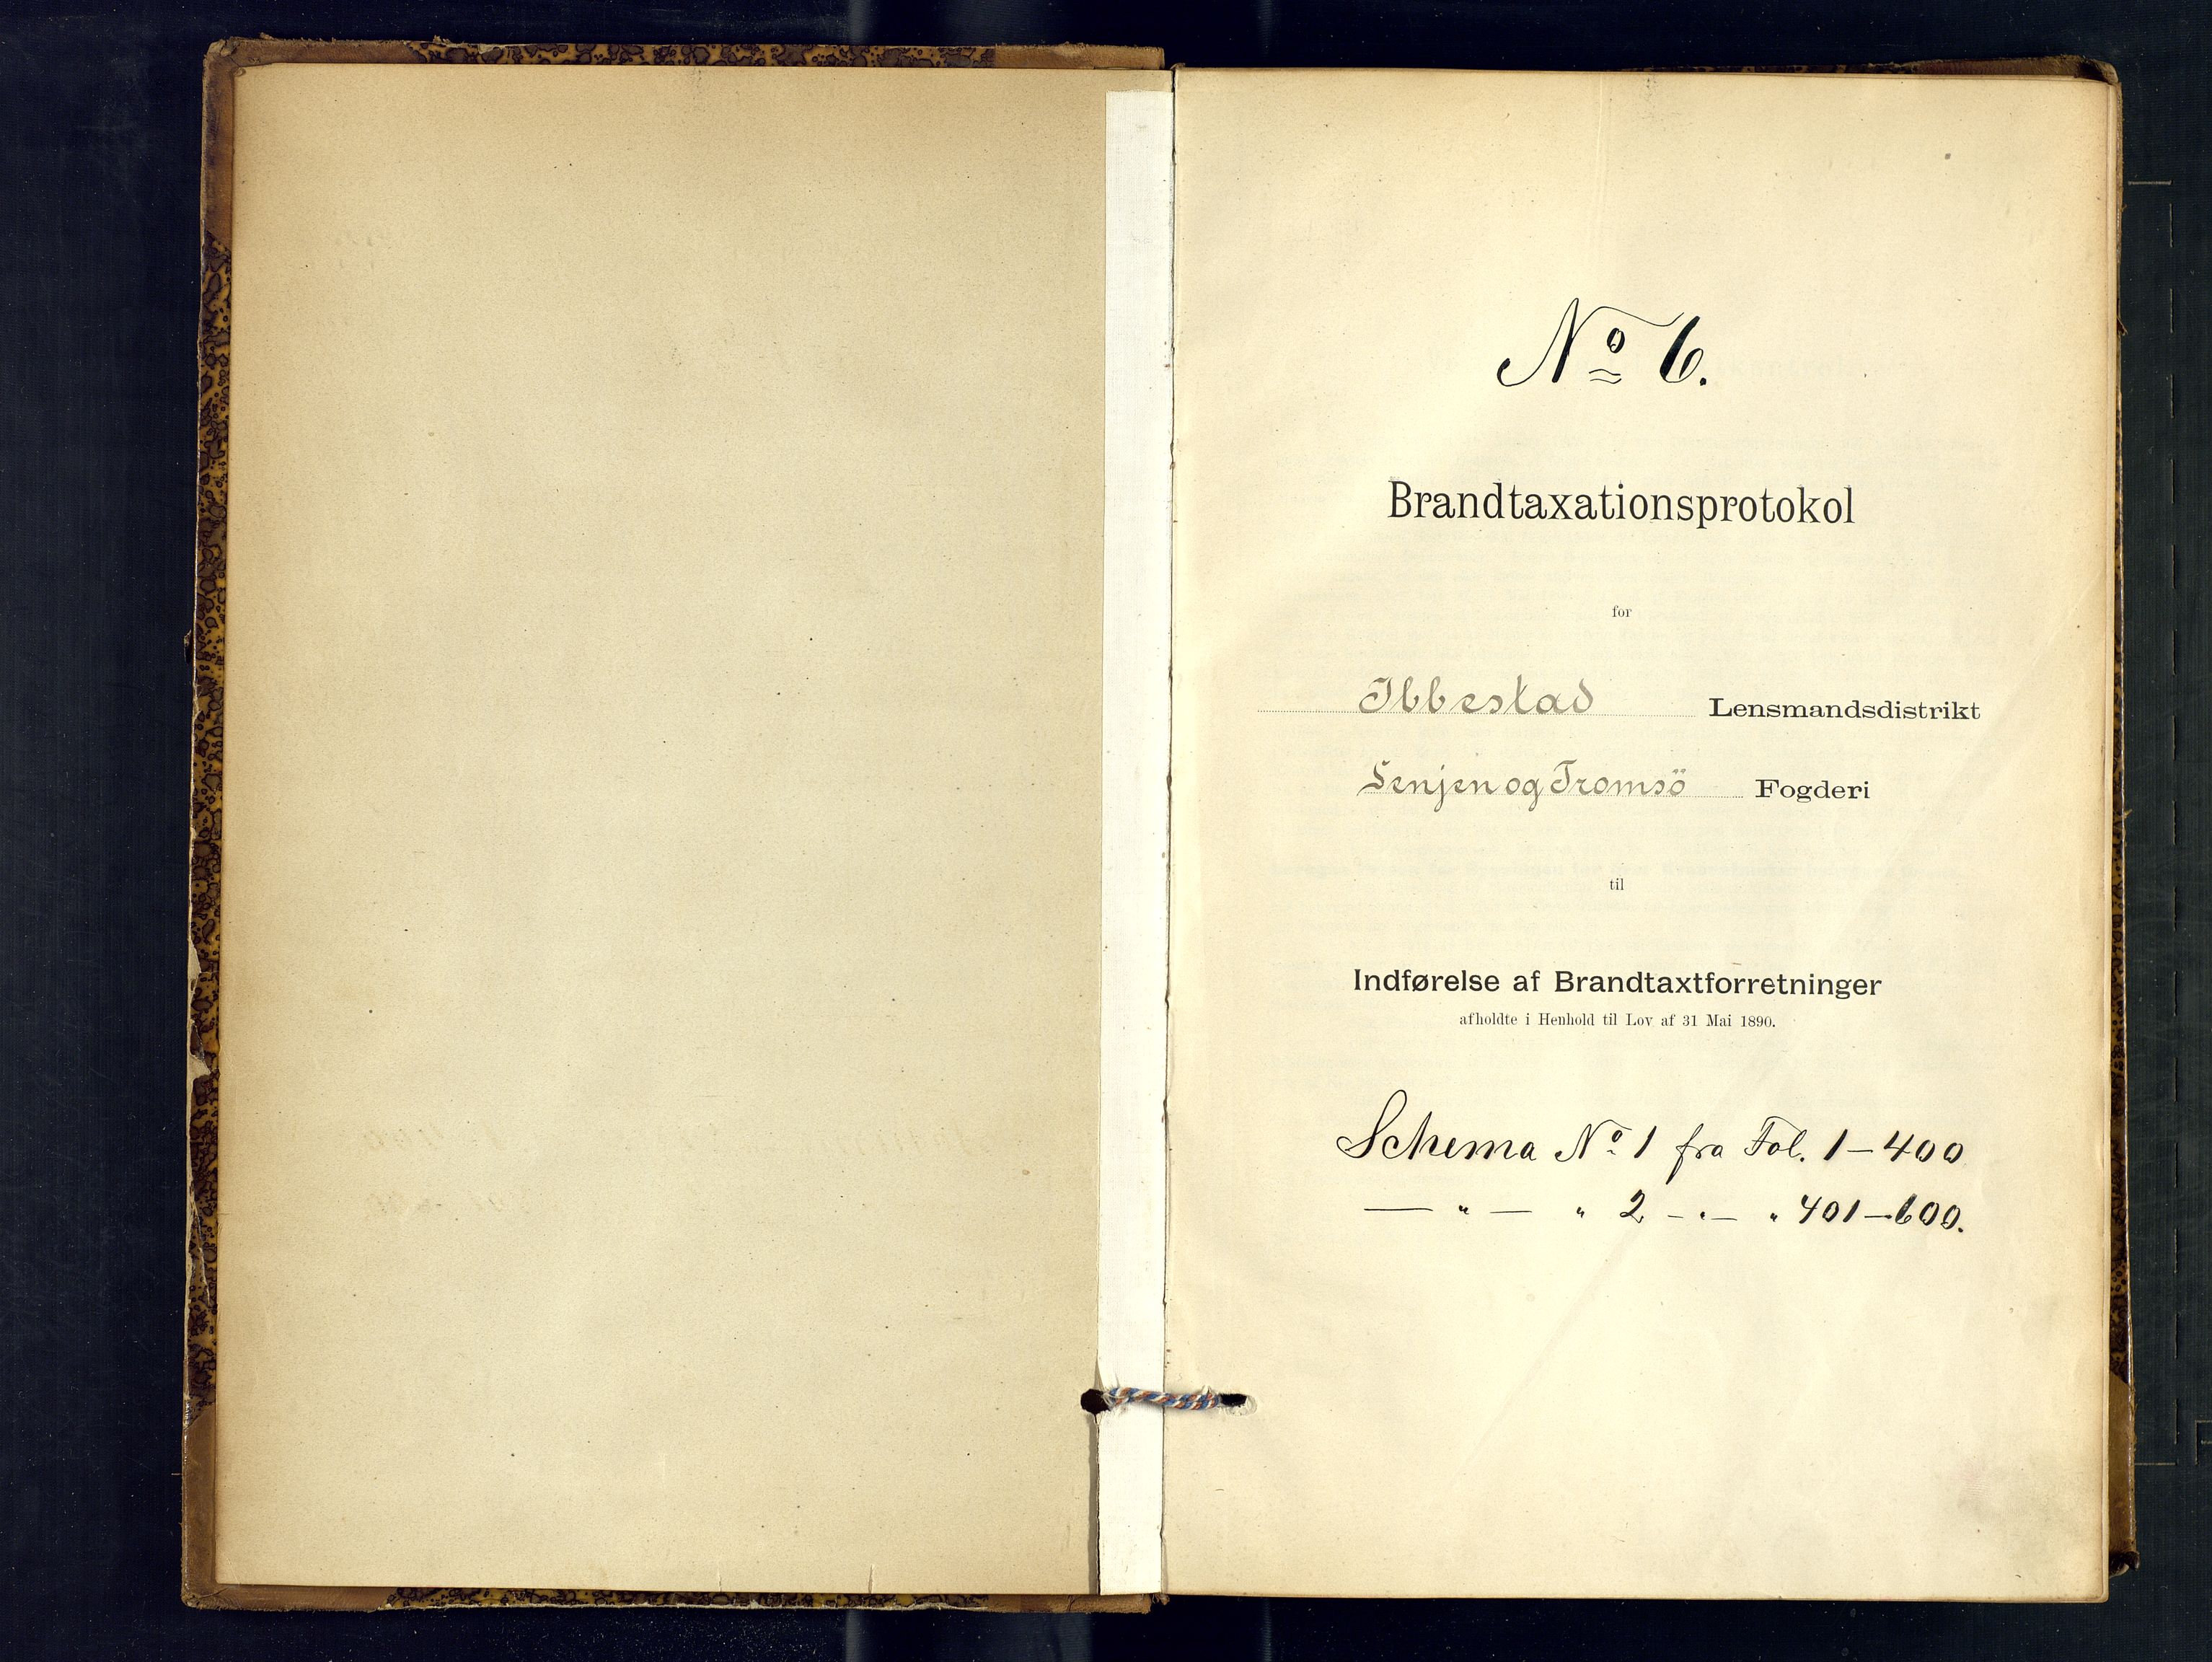 No 6.
Brandtaxationsprotokol
for
Ibbestad Lensmandsdistrikt
Senjen og Tromsö Fogderi
til
Indførelse af Brandtaxtforretninger
afholdte i Henhold til Lov af 31 Mai 1890.
Schema No 1 fra Fol. 1—400
— " — " 2 - " - " 401—600.